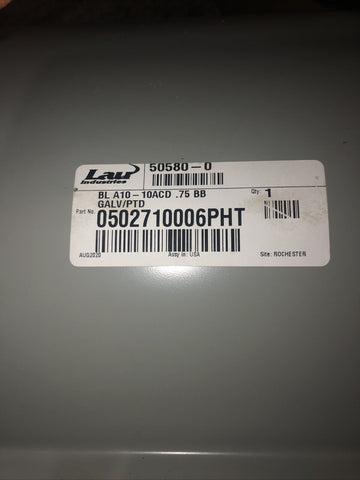 Lau
Industries
50580-0
BL A10-10ACD .75 BB
GALV/PTD
Qty 1
Part No. 0502710006PHT
AUG2020 Assy in: USA Site: ROCHESTER